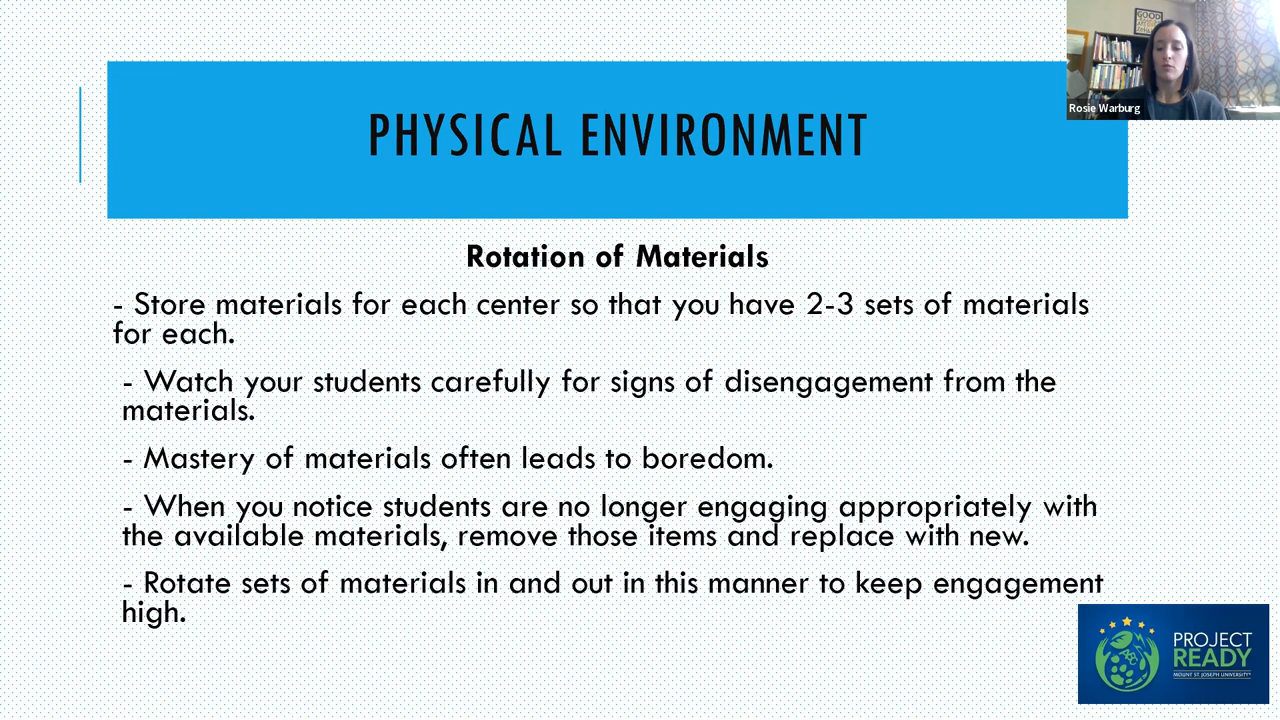 PHYSICAL ENVIRONMENT
Rosie Warburg
Rotation of Materials
- Store materials for each center so that you have 2-3 sets of materials
for each.
- Watch your students carefully for signs of disengagement from the
materials.
- Mastery of materials often leads to boredom.
- When you notice students are no longer engaging appropriately with
the available materials, remove those items and replace with new.
- Rotate sets of materials in and out in this manner to keep engagement
high.
ABC
PROJECT
READY
MOUNT ST. JOSEPH UNIVERSITY